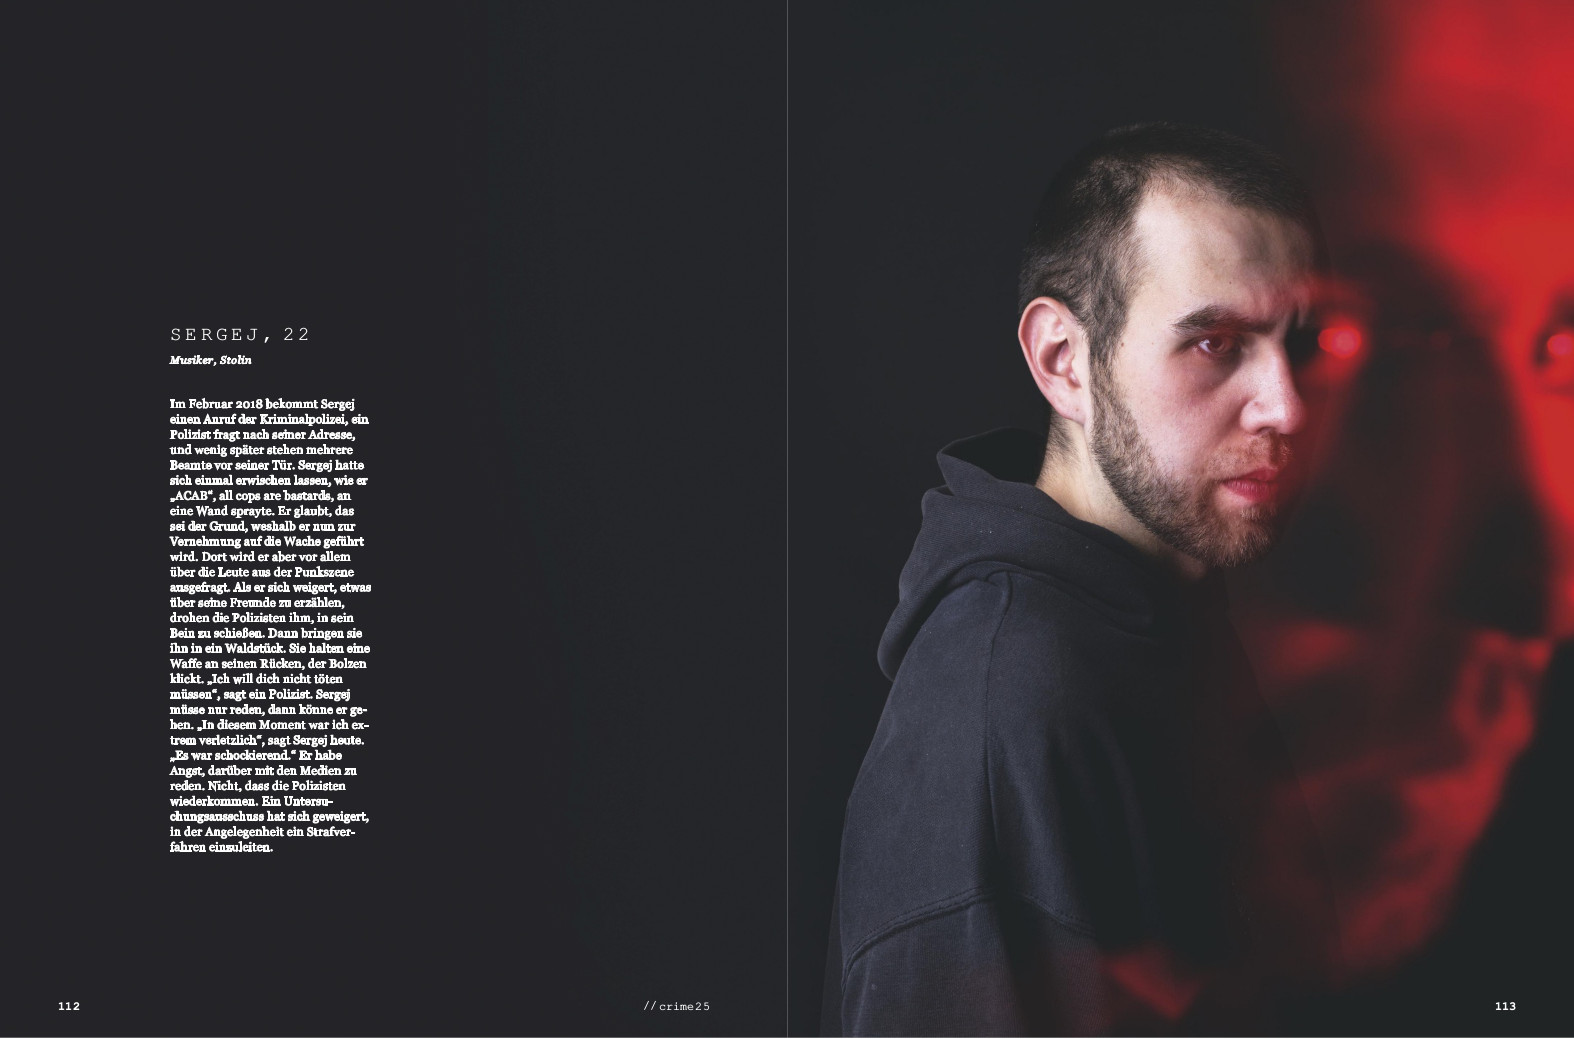 SERGEJ, 22
Musiker, Stolin
Im Februar 2018 bekommt Sergej
einen Anruf der Kriminalpolizei, ein
Polizist fragt nach seiner Adresse,
und wenig später stehen mehrere
Beamte vor seiner Tür. Sergej hatte
sich einmal erwischen lassen, wie er
„ACAB“, all cops are bastards, an
eine Wand sprayte. Er glaubt, das
sei der Grund, weshalb er nun zur
Vernehmung auf die Wache geführt
wird. Dort wird er aber vor allem
über die Leute aus der Punkszene
ausgefragt. Als er sich weigert, etwas
über seine Freunde zu erzählen,
drohen die Polizisten ihm, in sein
Bein zu schießen. Dann bringen sie
ihn in ein Waldstück. Sie halten eine
Waffe an seinen Rücken, der Bolzen
klickt. „Ich will dich nicht töten
müssen“, sagt ein Polizist. Sergej
müsse nur reden, dann könne er ge-
hen. „In diesem Moment war ich ex-
trem verletzlich“, sagt Sergej heute.
„Es war schockierend.“ Er habe
Angst, darüber mit den Medien zu
reden. Nicht, dass die Polizisten
wiederkommen. Ein Untersu-
chungsausschuss hat sich geweigert,
in der Angelegenheit ein Strafver-
fahren einzuleiten.
112
//crime25
113